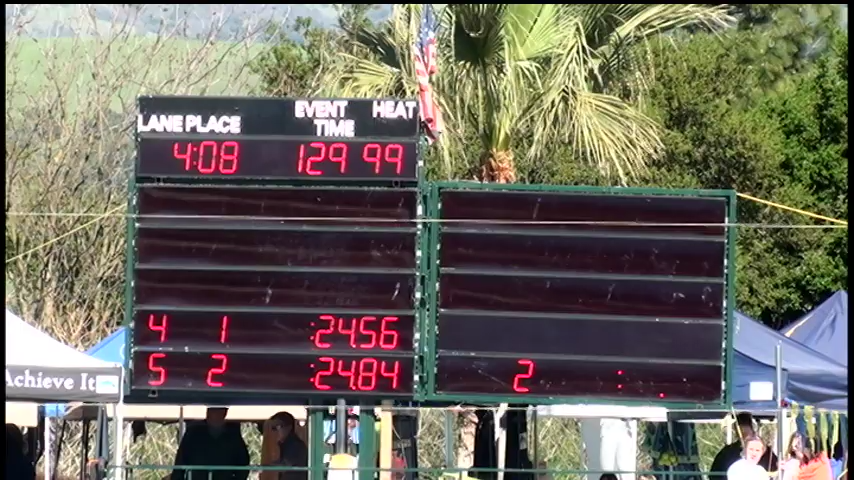 LANE PLACE EVENT HEAT
TIME
4:08 129 99
4 1 :24.56
5 2 :24.84
2 : .
Achieve It